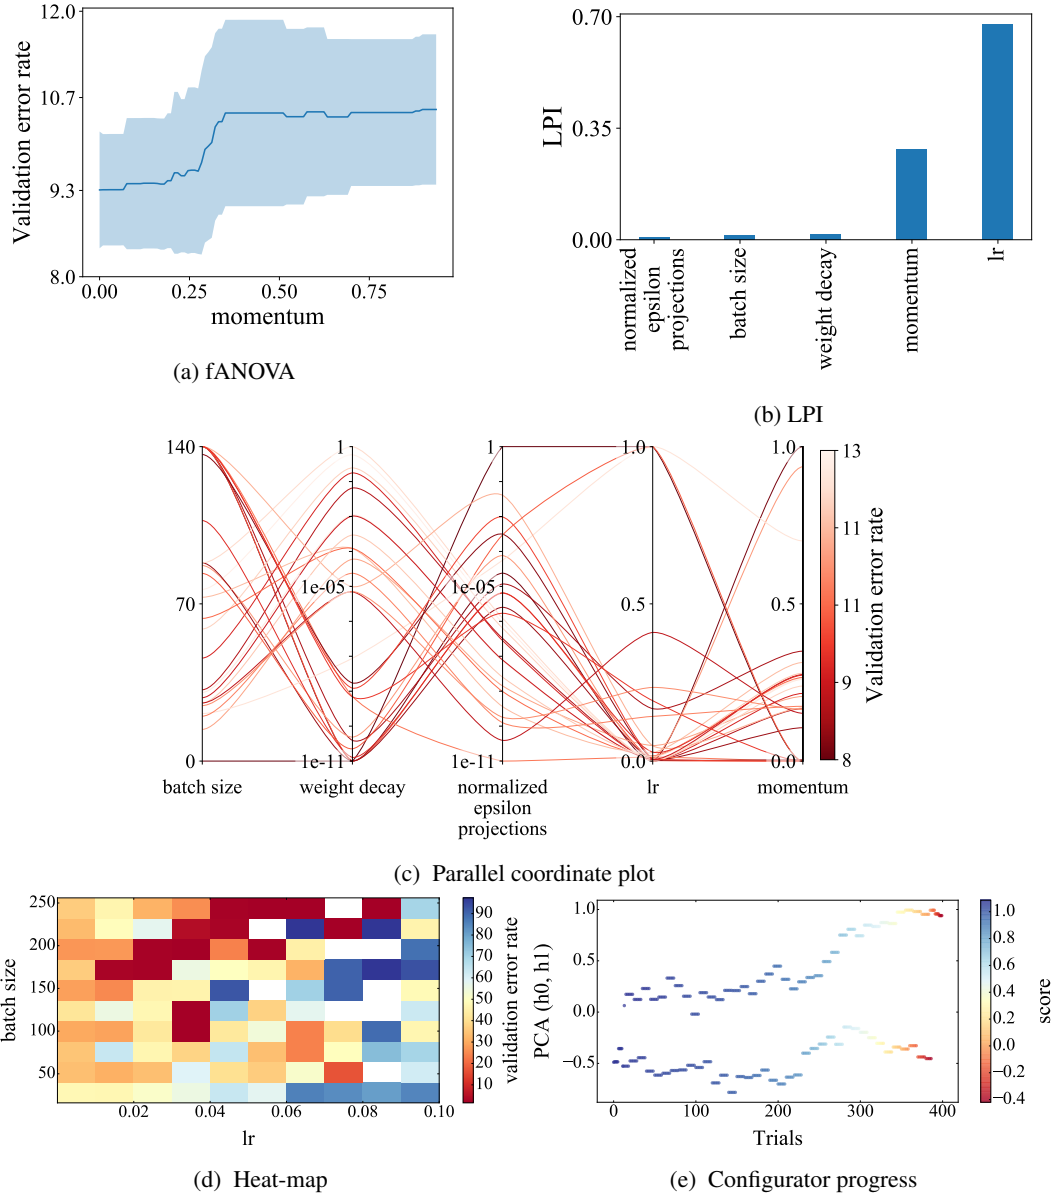 12.0
10.7
9.3
8.0
Validation error rate
0.00
0.25
0.50
0.75
momentum
(a) fANOVA
0.70
0.35
0.00
LPI
normalized
epsilon
projections
batch size
weight decay
momentum
lr
(b) LPI
140
70
0
batch size
1
1e-05
1e-11
weight decay
1
1e-05
1e-11
normalized
epsilon
projections
1.0
0.5
0.0
lr
1.0
0.5
0.0
momentum
13
11
11
9
8
Validation error rate
(c) Parallel coordinate plot
250
200
150
100
50
batch size
0.02
0.04
0.06
0.08
0.10
lr
90
80
70
60
50
40
30
20
10
validation error rate
(d) Heat-map
1.0
0.5
0.0
−0.5
PCA (h0, h1)
0
100
200
300
400
Trials
1.0
0.8
0.6
0.4
0.2
0.0
−0.2
−0.4
score
(e) Configurator progress